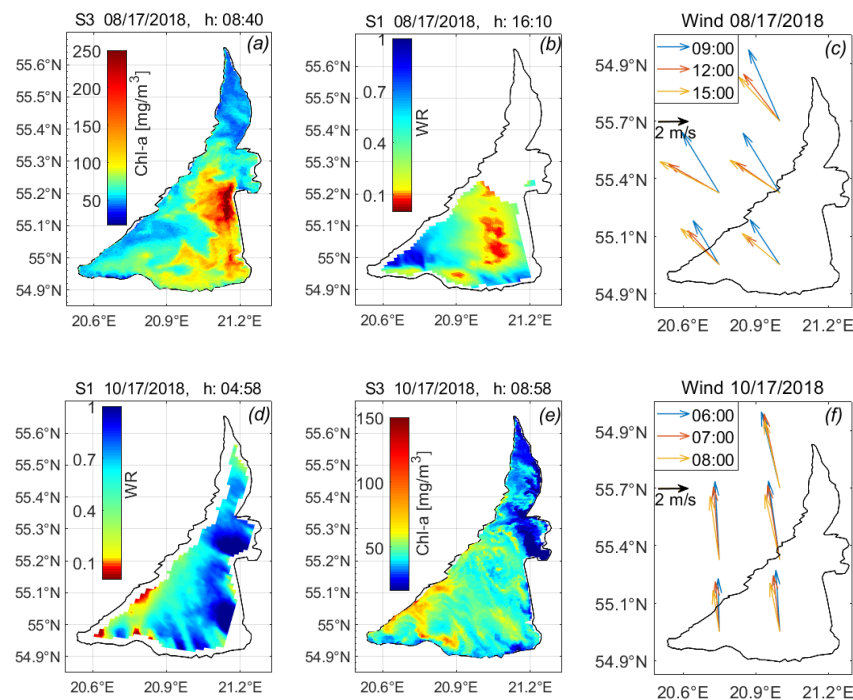 S3 08/17/2018, h: 08:40
(a)
250
200
150
100
50
Chl-a [mg/m³]
55.6°N
55.5°N
55.4°N
55.3°N
55.2°N
55.1°N
55°N
54.9°N
20.6°E 20.9°E 21.2°E
S1 08/17/2018, h: 16:10
(b)
1
0.7
0.4
0.1
WR
55.6°N
55.5°N
55.4°N
55.3°N
55.2°N
55.1°N
55°N
54.9°N
20.6°E 20.9°E 21.2°E
Wind 08/17/2018
(c)
09:00
12:00
15:00
2 m/s
54.9°N
55.7°N
55.4°N
55.1°N
54.9°N
20.6°E 20.9°E 21.2°E
S1 10/17/2018, h: 04:58
(d)
1
0.7
0.4
0.1
WR
55.6°N
55.5°N
55.4°N
55.3°N
55.2°N
55.1°N
55°N
54.9°N
20.6°E 20.9°E 21.2°E
S3 10/17/2018, h: 08:58
(e)
150
100
50
Chl-a [mg/m³]
55.6°N
55.5°N
55.4°N
55.3°N
55.2°N
55.1°N
55°N
54.9°N
20.6°E 20.9°E 21.2°E
Wind 10/17/2018
(f)
06:00
07:00
08:00
2 m/s
54.9°N
55.7°N
55.4°N
55.1°N
54.9°N
20.6°E 20.9°E 21.2°E